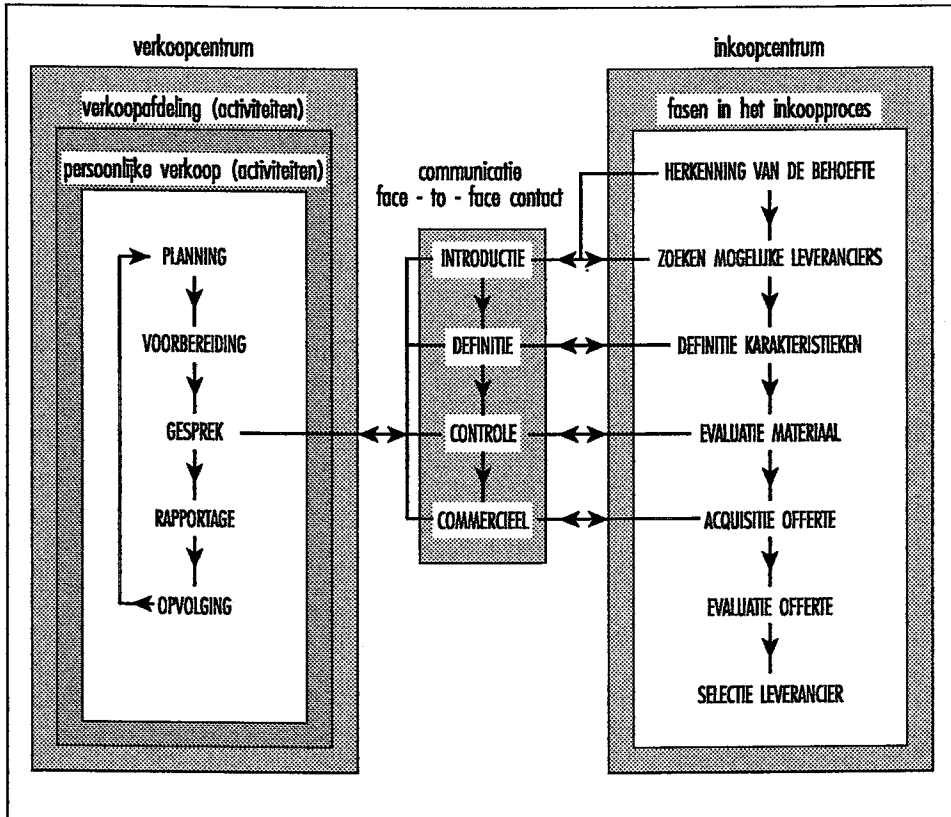 verkoopcentrum
verkoopafdeling (activiteiten)
persoonlijke verkoop (activiteiten)
PLANNING
VOORBEREIDING
GESPREK
RAPPORTAGE
OPVOLGING
communicatie
face - to - face contact
INTRODUCTIE
DEFINITIE
CONTROLE
COMMERCIEEL
inkoopcentrum
fasen in het inkoopproces
HERKENNING VAN DE BEHOEFTE
ZOEKEN MOGELIJKE LEVERANCIERS
DEFINITIE KARAKTERISTIEKEN
EVALUATIE MATERIAAL
ACQUISITIE OFFERTE
EVALUATIE OFFERTE
SELECTIE LEVERANCIER